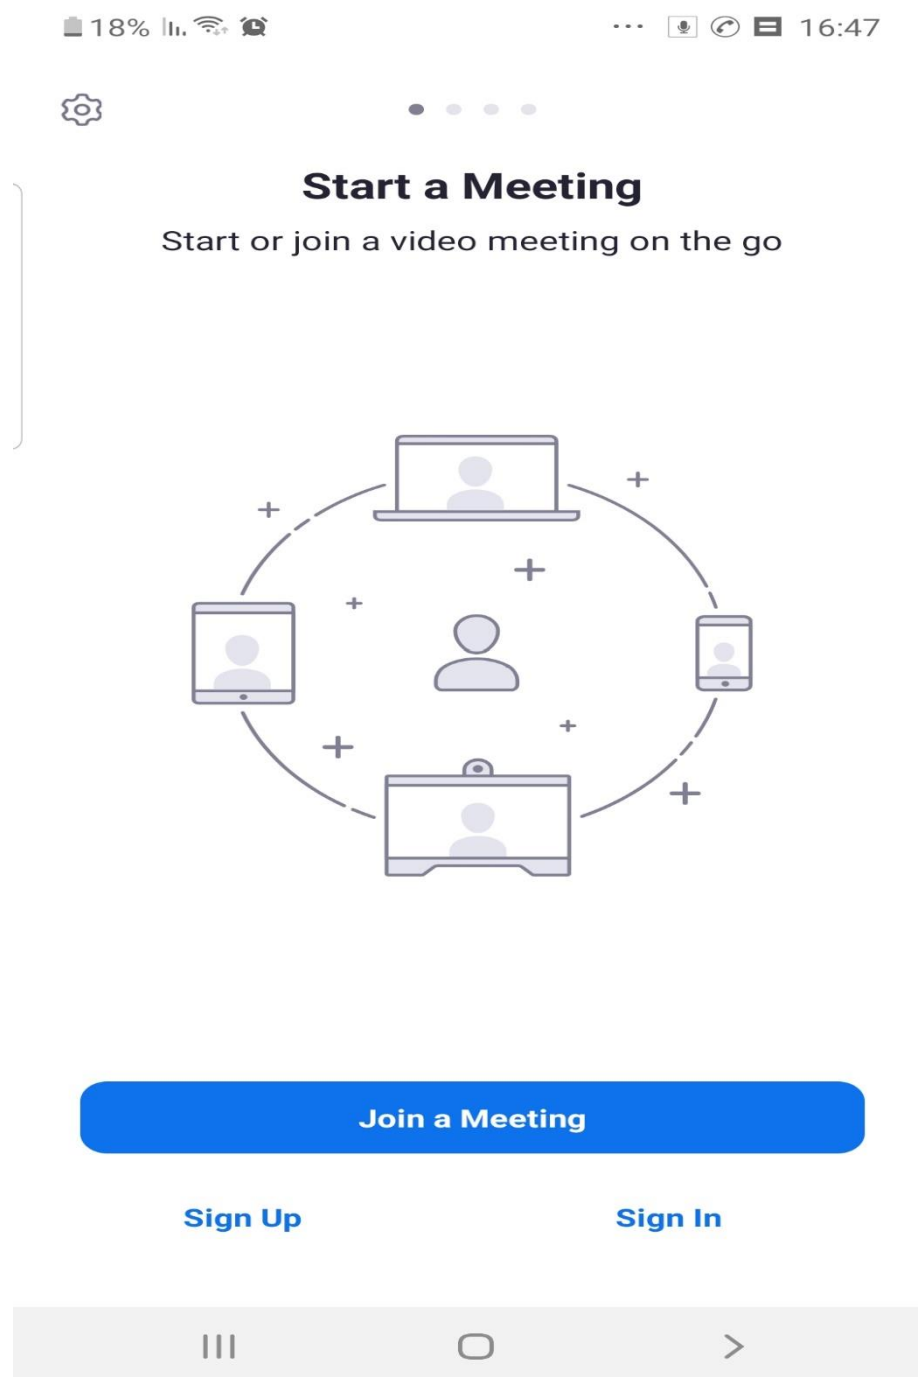 18% 16:47
Start a Meeting
Start or join a video meeting on the go
Join a Meeting
Sign Up Sign In